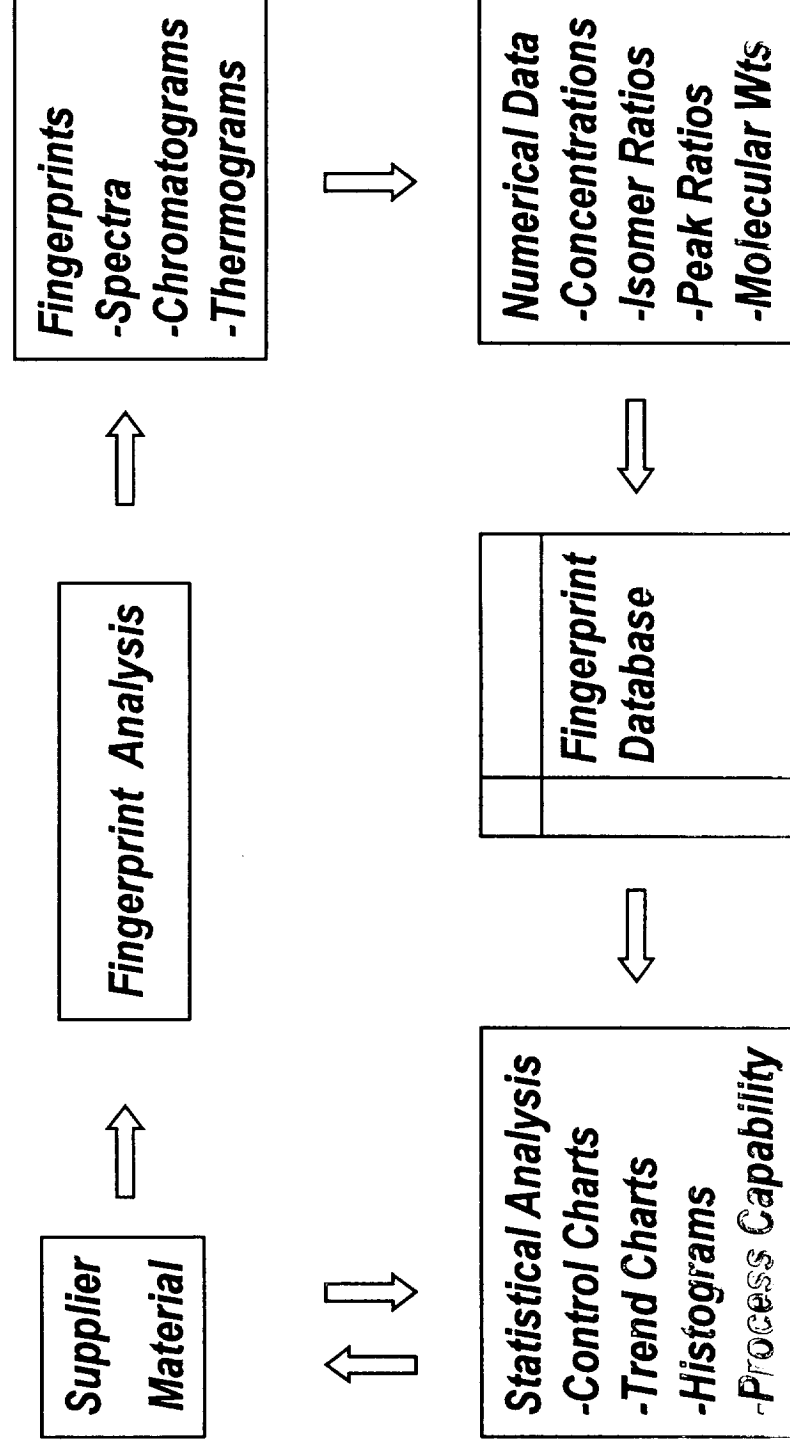 Supplier
Material
Fingerprint Analysis
Fingerprints
-Spectra
-Chromatograms
-Thermograms
Numerical Data
-Concentrations
-Isomer Ratios
-Peak Ratios
-Molecular Wts
Fingerprint
Database
Statistical Analysis
-Control Charts
-Trend Charts
-Histograms
-Process Capability